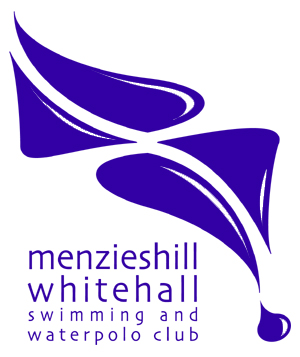 menzieshill
whitehall
swimming and
waterpolo club